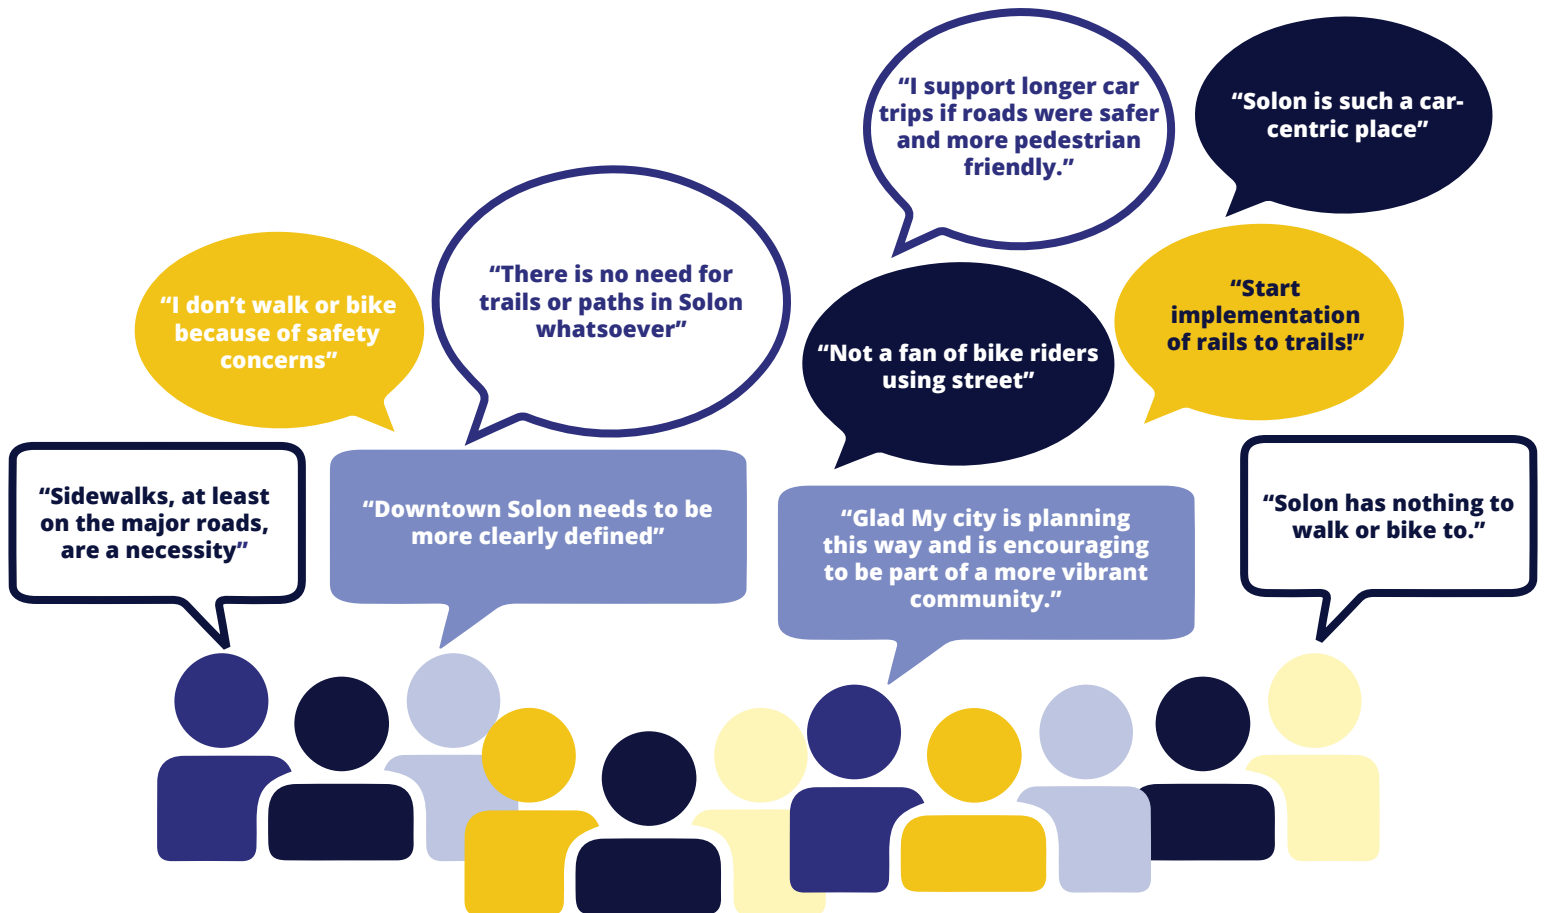 “I support longer car
trips if roads were safer
and more pedestrian
friendly.”
“Solon is such a car-
centric place”
“I don’t walk or bike
because of safety
concerns”
“There is no need for
trails or paths in Solon
whatsoever”
“Not a fan of bike riders
using street”
“Start
implementation
of rails to trails!”
“Sidewalks, at least
on the major roads,
are a necessity”
“Downtown Solon needs to be
more clearly defined”
“Glad My city is planning
this way and is encouraging
to be part of a more vibrant
community.”
“Solon has nothing to
walk or bike to.”